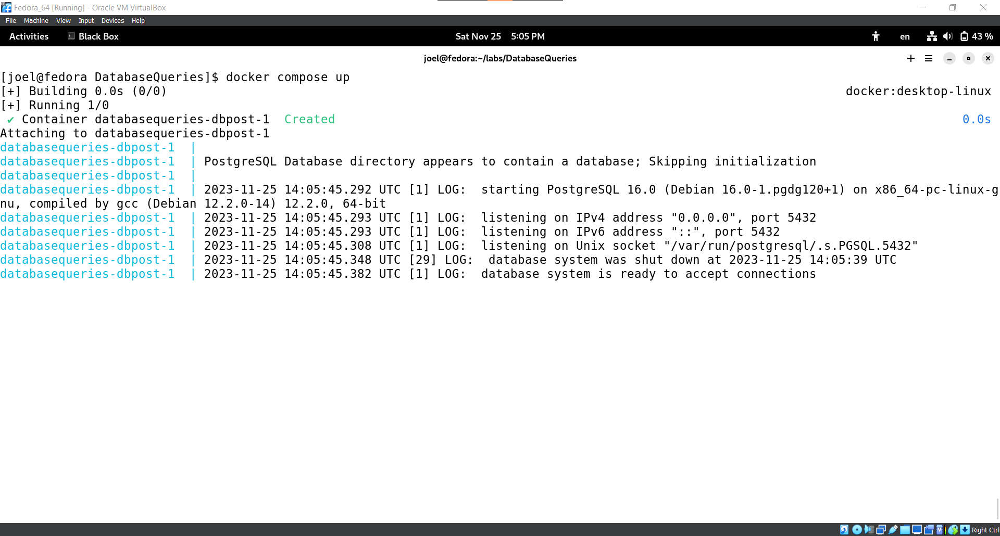 Fedora_64 [Running] - Oracle VM VirtualBox
File Machine View Input Devices Help
Activities Black Box Sat Nov 25 5:05 PM en 43 %
joel@fedora:~/labs/DatabaseQueries
[joel@fedora DatabaseQueries]$ docker compose up
[+] Building 0.0s (0/0) docker:desktop-linux
[+] Running 1/0
✔ Container databasequeries-dbpost-1 Created 0.0s
Attaching to databasequeries-dbpost-1
databasequeries-dbpost-1 |
databasequeries-dbpost-1 | PostgreSQL Database directory appears to contain a database; Skipping initialization
databasequeries-dbpost-1 |
databasequeries-dbpost-1 | 2023-11-25 14:05:45.292 UTC [1] LOG: starting PostgreSQL 16.0 (Debian 16.0-1.pgdg120+1) on x86_64-pc-linux-g
nu, compiled by gcc (Debian 12.2.0-14) 12.2.0, 64-bit
databasequeries-dbpost-1 | 2023-11-25 14:05:45.293 UTC [1] LOG: listening on IPv4 address "0.0.0.0", port 5432
databasequeries-dbpost-1 | 2023-11-25 14:05:45.293 UTC [1] LOG: listening on IPv6 address "::", port 5432
databasequeries-dbpost-1 | 2023-11-25 14:05:45.308 UTC [1] LOG: listening on Unix socket "/var/run/postgresql/.s.PGSQL.5432"
databasequeries-dbpost-1 | 2023-11-25 14:05:45.348 UTC [29] LOG: database system was shut down at 2023-11-25 14:05:39 UTC
databasequeries-dbpost-1 | 2023-11-25 14:05:45.382 UTC [1] LOG: database system is ready to accept connections
Right Ctrl